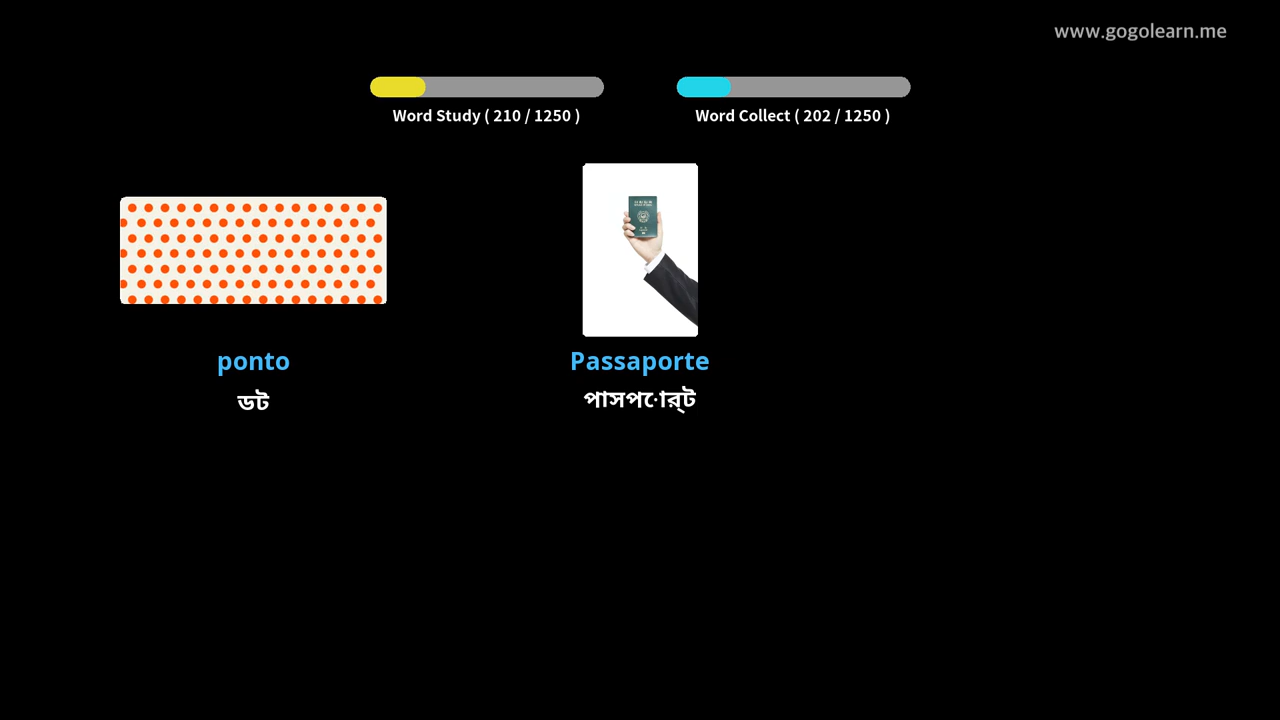 www.gogolearn.me
Word Study ( 210 / 1250 )
Word Collect ( 202 / 1250 )
ponto
ডট
Passaporte
পাসপোর্ট